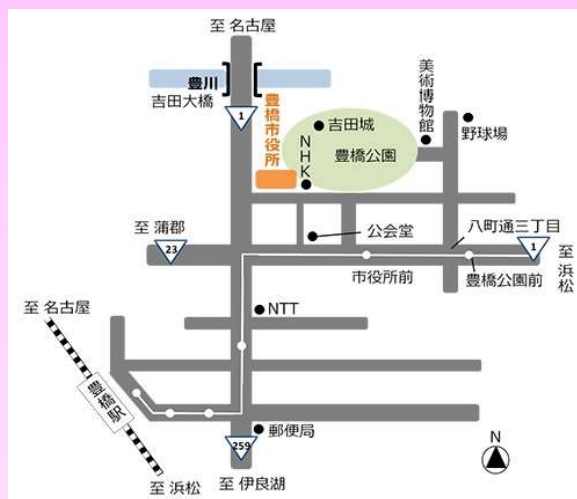 至 名古屋
豊川
吉田大橋
1
豊橋市役所
吉田城
NHK
豊橋公園
美術博物館
野球場
至 蒲郡
23
公会堂
八町通三丁目
1
至 浜松
市役所前
豊橋公園前
至 名古屋
NTT
豊橋駅
郵便局
259
N
至 浜松
至 伊良湖